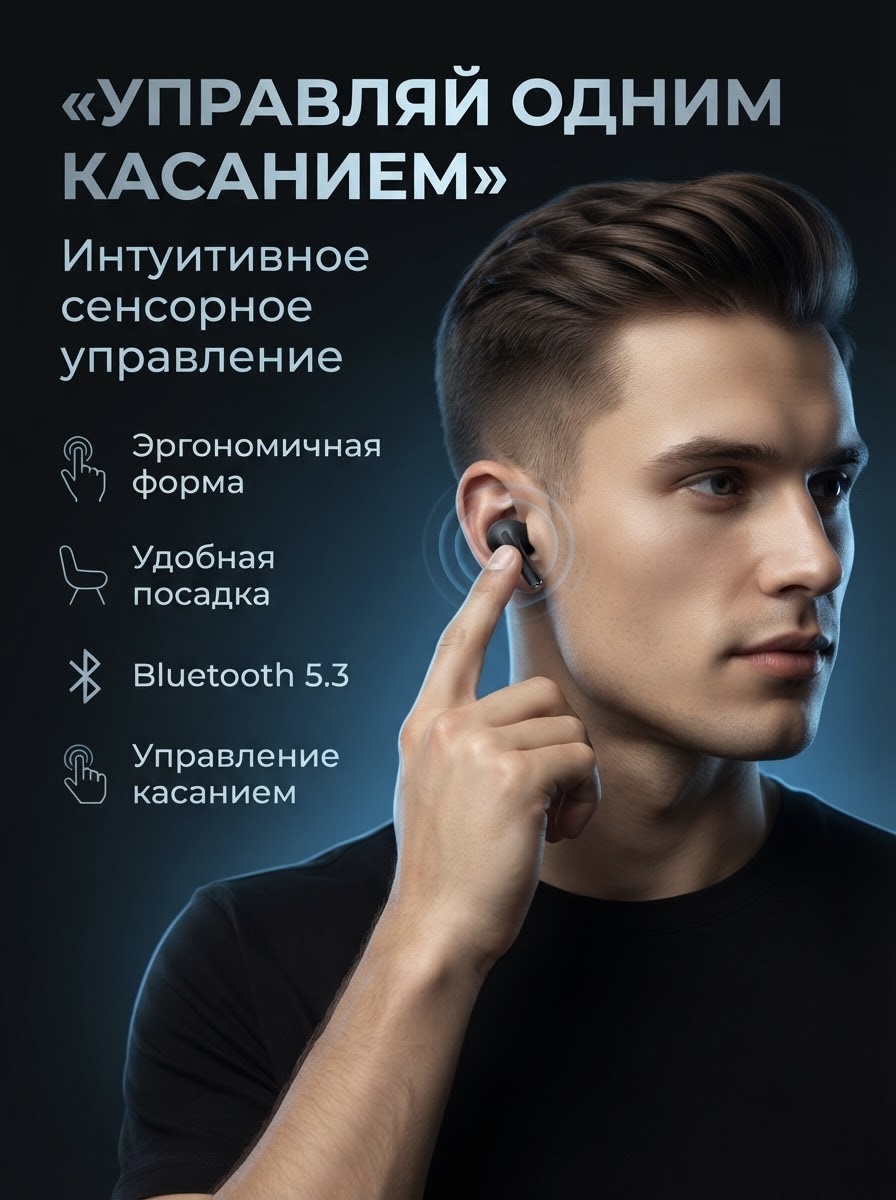 «УПРАВЛЯЙ ОДНИМ
КАСАНИЕМ»
Интуитивное
сенсорное
управление
Эргономичная
форма
Удобная
посадка
Bluetooth 5.3
Управление
касанием